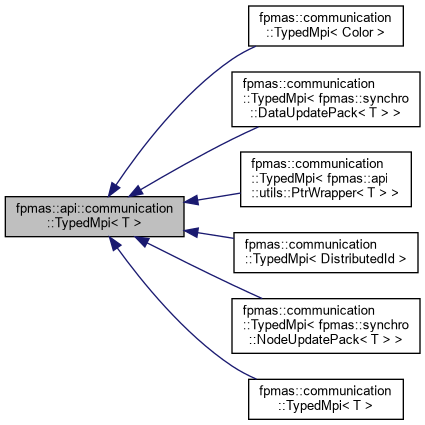 fpmas::api::communication
::TypedMpi< T >
fpmas::communication
::TypedMpi< Color >
fpmas::communication
::TypedMpi< fpmas::synchro
::DataUpdatePack< T > >
fpmas::communication
::TypedMpi< fpmas::api
::utils::PtrWrapper< T > >
fpmas::communication
::TypedMpi< DistributedId >
fpmas::communication
::TypedMpi< fpmas::synchro
::NodeUpdatePack< T > >
fpmas::communication
::TypedMpi< T >